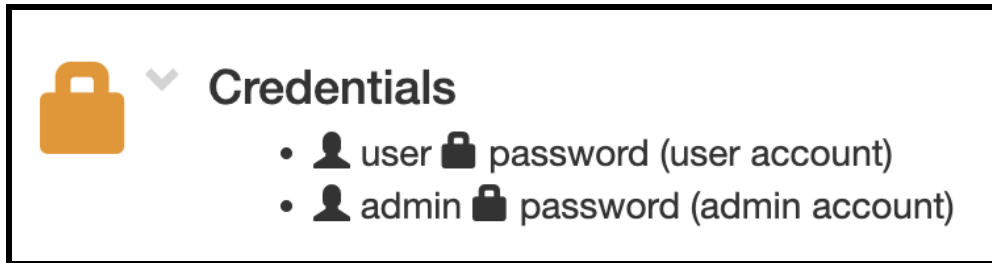 Credentials
user password (user account)
admin password (admin account)